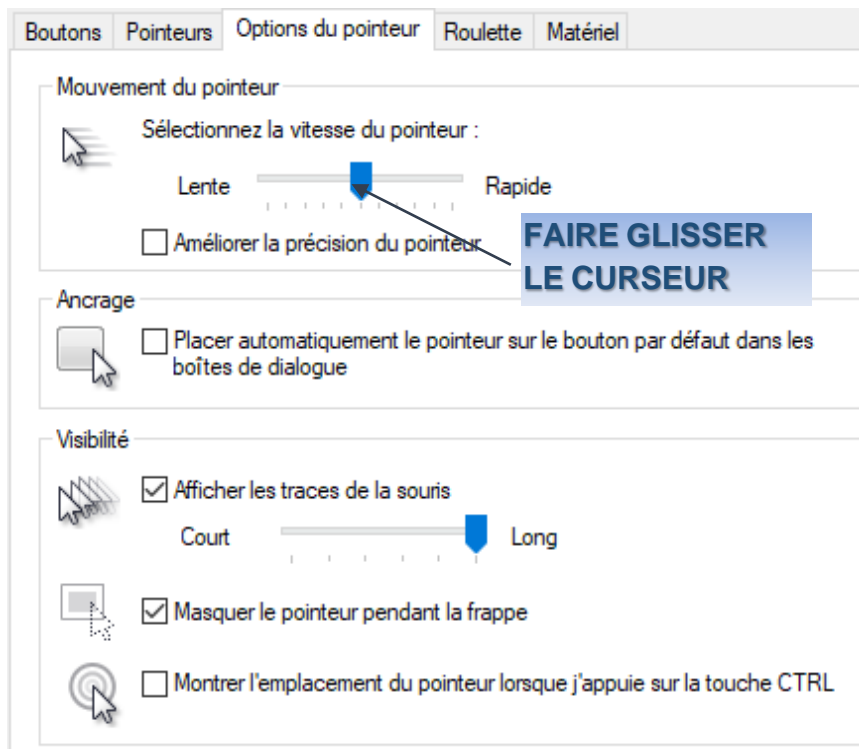 Boutons Pointeurs Options du pointeur Roulette Matériel
Mouvement du pointeur
Sélectionnez la vitesse du pointeur :
Lente Rapide
Améliorer la précision du pointeur
FAIRE GLISSER
LE CURSEUR
Ancrage
Placer automatiquement le pointeur sur le bouton par défaut dans les
boîtes de dialogue
Visibilité
Afficher les traces de la souris
Court Long
Masquer le pointeur pendant la frappe
Montrer l'emplacement du pointeur lorsque j'appuie sur la touche CTRL